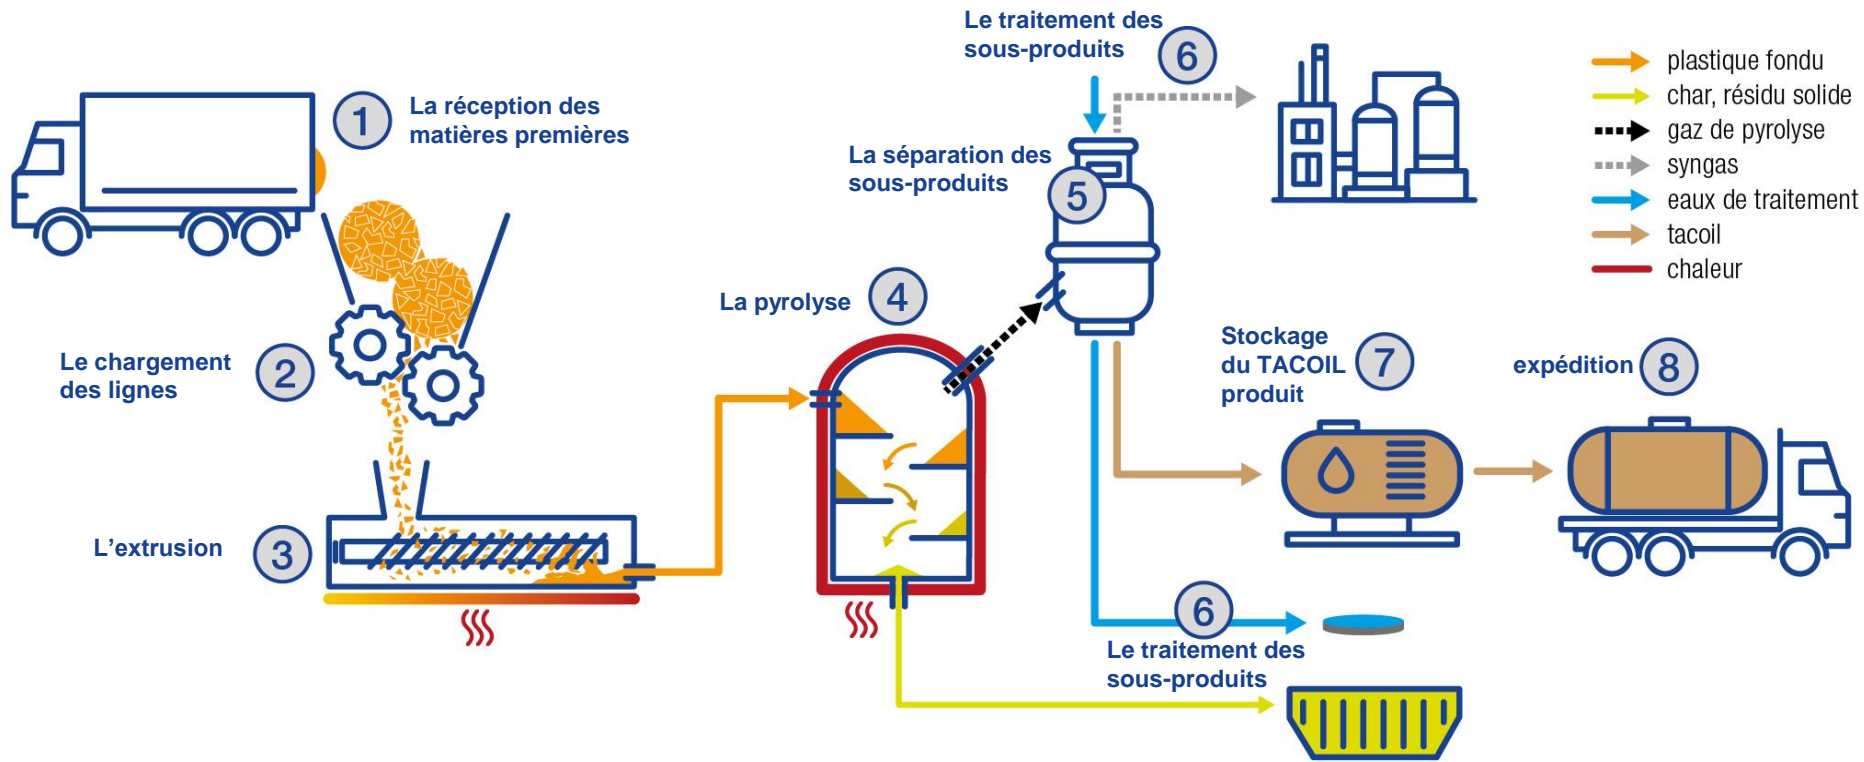 1
La réception des
matières premières
Le chargement
des lignes
2
L'extrusion
3
La pyrolyse
4
La séparation des
sous-produits
5
Le traitement des
sous-produits
6
Stockage
du TACOIL
produit
7
expédition
8
6
Le traitement des
sous-produits
plastique fondu
char, résidu solide
gaz de pyrolyse
syngas
eaux de traitement
tacoil
chaleur